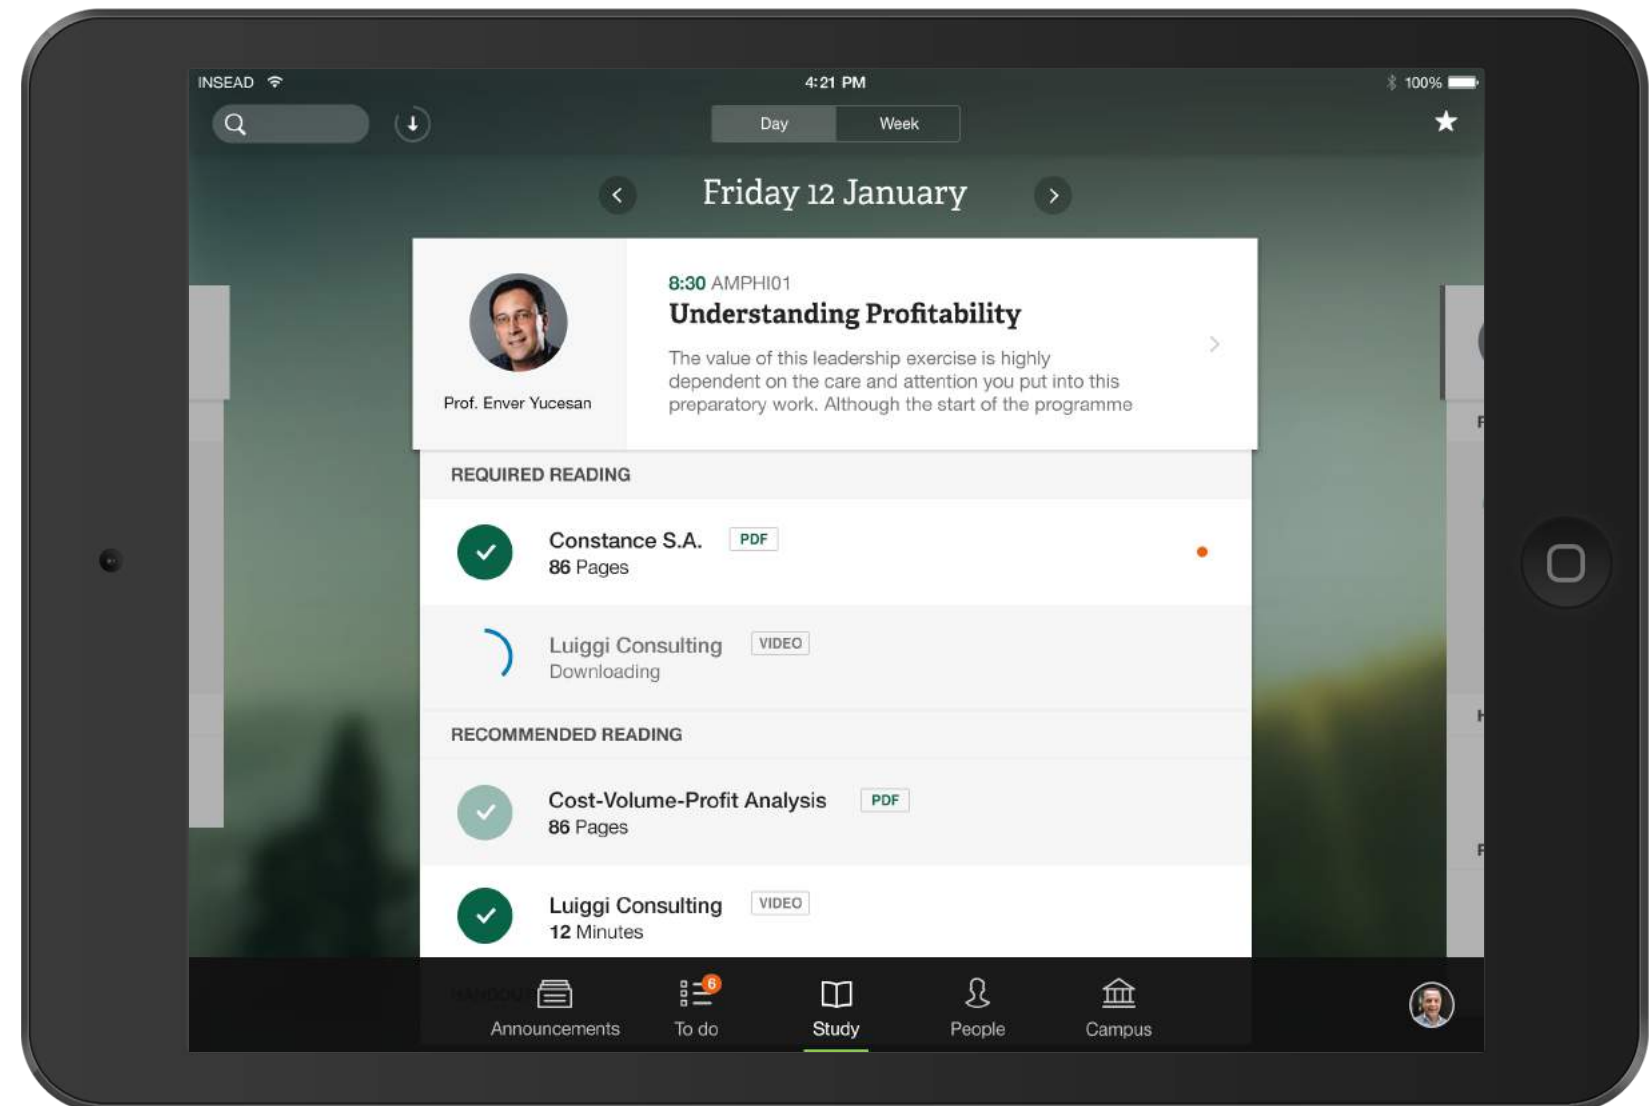 INSEAD
4:21 PM
100%
Day
Week
Friday 12 January
8:30 AMPHI01
Understanding Profitability
The value of this leadership exercise is highly
dependent on the care and attention you put into this
preparatory work. Although the start of the programme
Prof. Enver Yucesan
REQUIRED READING
Constance S.A.
PDF
86 Pages
Luiggi Consulting
VIDEO
Downloading
RECOMMENDED READING
Cost-Volume-Profit Analysis
PDF
86 Pages
Luiggi Consulting
VIDEO
12 Minutes
6
Announcements
To do
Study
People
Campus